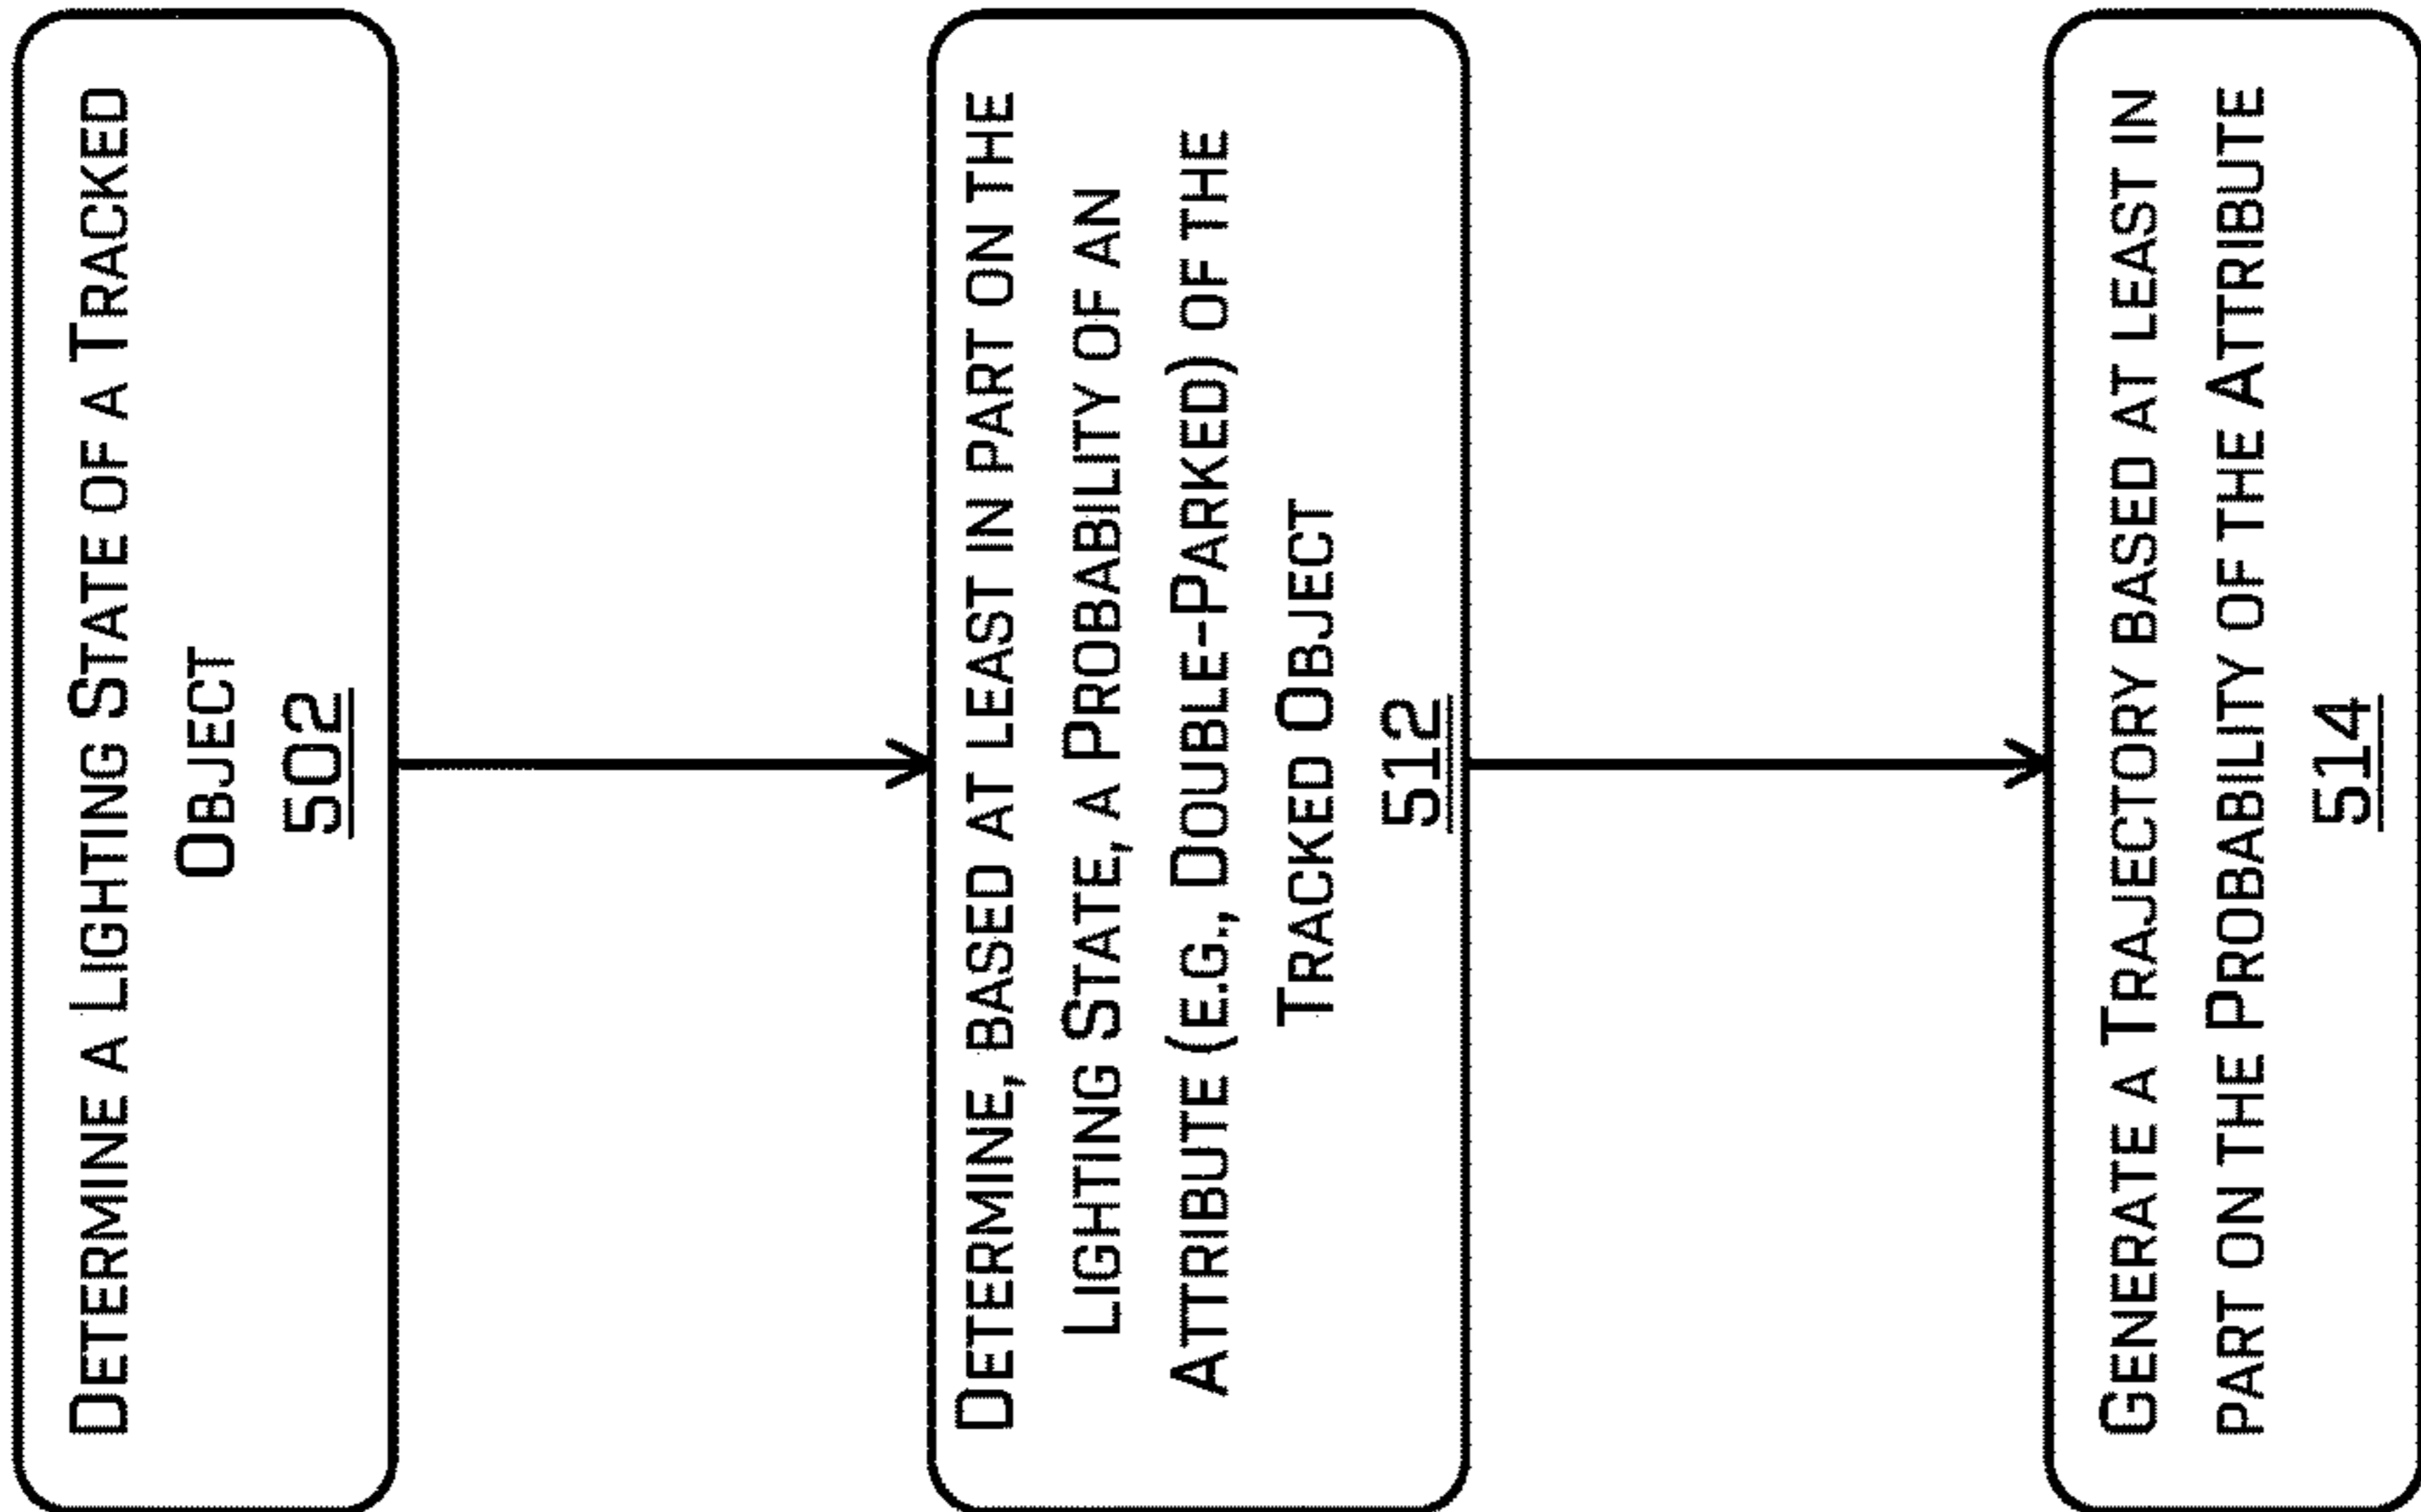 DETERMINE A LIGHTING STATE OF A TRACKED
OBJECT
502
DETERMINE, BASED AT LEAST IN PART ON THE
LIGHTING STATE, A PROBABILITY OF AN
ATTRIBUTE (E.G., DOUBLE-PARKED) OF THE
TRACKED OBJECT
512
GENERATE A TRAJECTORY BASED AT LEAST IN
PART ON THE PROBABILITY OF THE ATTRIBUTE
514